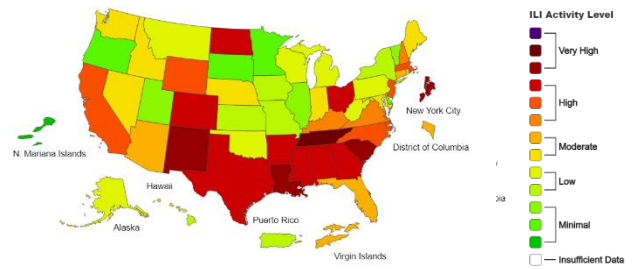 ILI Activity Level
Very High
High
Moderate
Low
Minimal
Insufficient Data
New York City
District of Columbia
N. Mariana Islands
Hawaii
Alaska
Puerto Rico
Virgin Islands